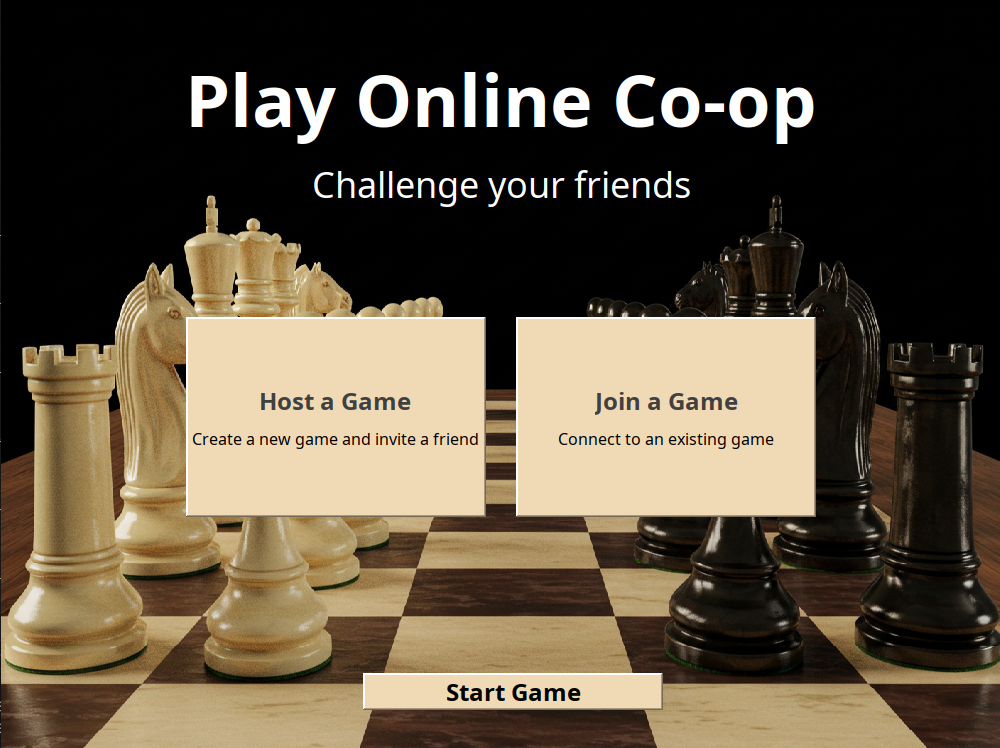 Play Online Co-op
Challenge your friends
Host a Game
Create a new game and invite a friend
Join a Game
Connect to an existing game
Start Game